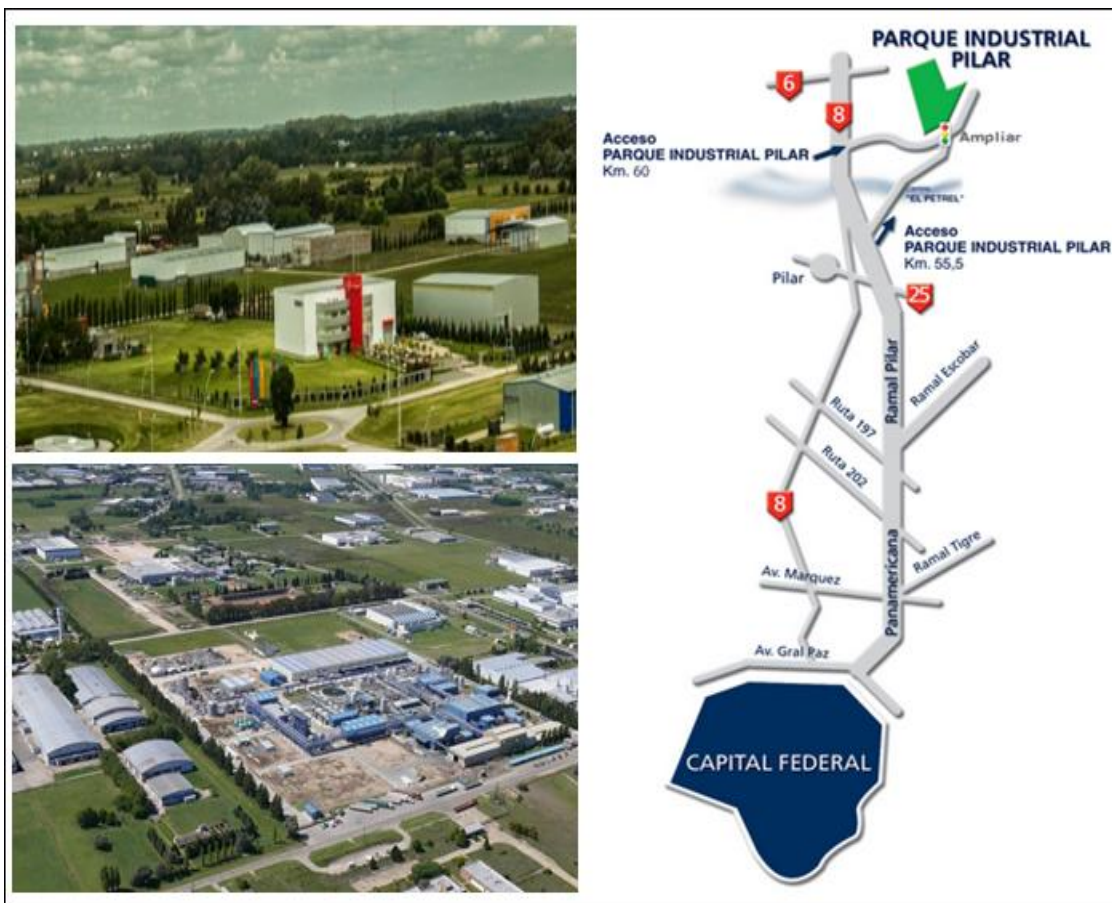 PARQUE INDUSTRIAL
PILAR
6
8
Ampliar
Acceso
PARQUE INDUSTRIAL PILAR
Km. 60
"EL PETREL"
Acceso
PARQUE INDUSTRIAL PILAR
Km. 55,5
Pilar
25
Ramal Pilar
Ramal Escobar
Ruta 197
Ruta 202
8
Panamericana
Ramal Tigre
Av. Marquez
Av. Gral Paz
CAPITAL FEDERAL